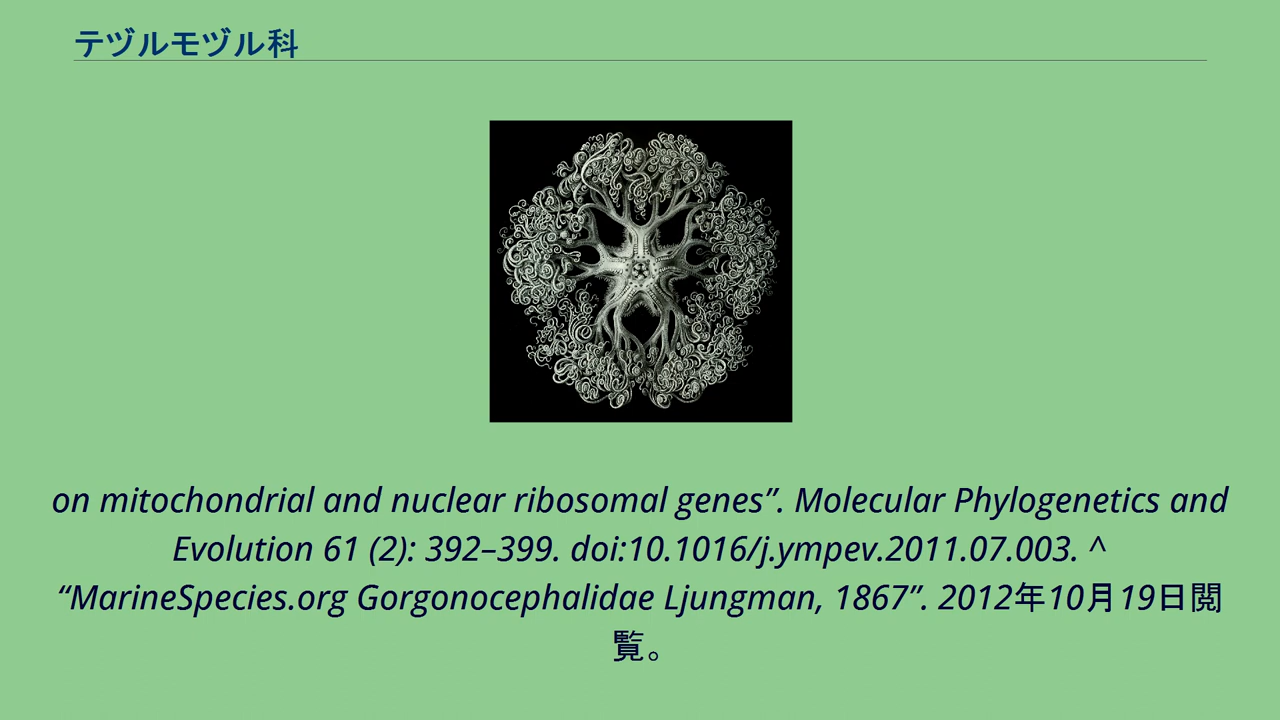 テヅルモヅル科
on mitochondrial and nuclear ribosomal genes”. Molecular Phylogenetics and
Evolution 61 (2): 392–399. doi:10.1016/j.ympev.2011.07.003. ^
“MarineSpecies.org Gorgonocephalidae Ljungman, 1867”. 2012年10月19日閲
覧。